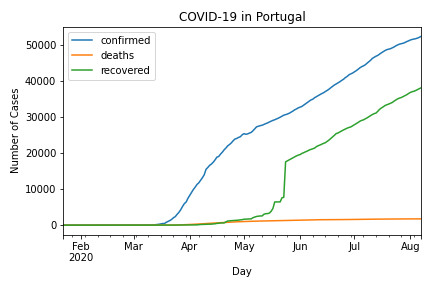 COVID-19 in Portugal
confirmed
deaths
recovered
Number of Cases
50000
40000
30000
20000
10000
0
Feb Mar Apr May Jun Jul Aug
2020
Day